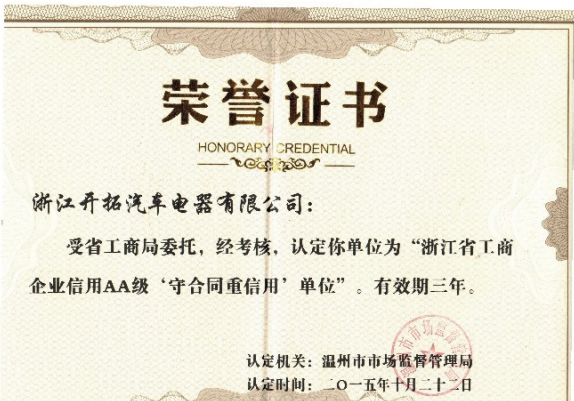 荣誉证书
HONORARY CREDENTIAL
浙江开拓汽车电器有限公司：
受省工商局委托，经考核，认定你单位为“浙江省工商
企业信用AA级‘守合同重信用’单位”。有效期三年。
认定机关：温州市市场监督管理局
认定时间：二〇一五年十月二十二日